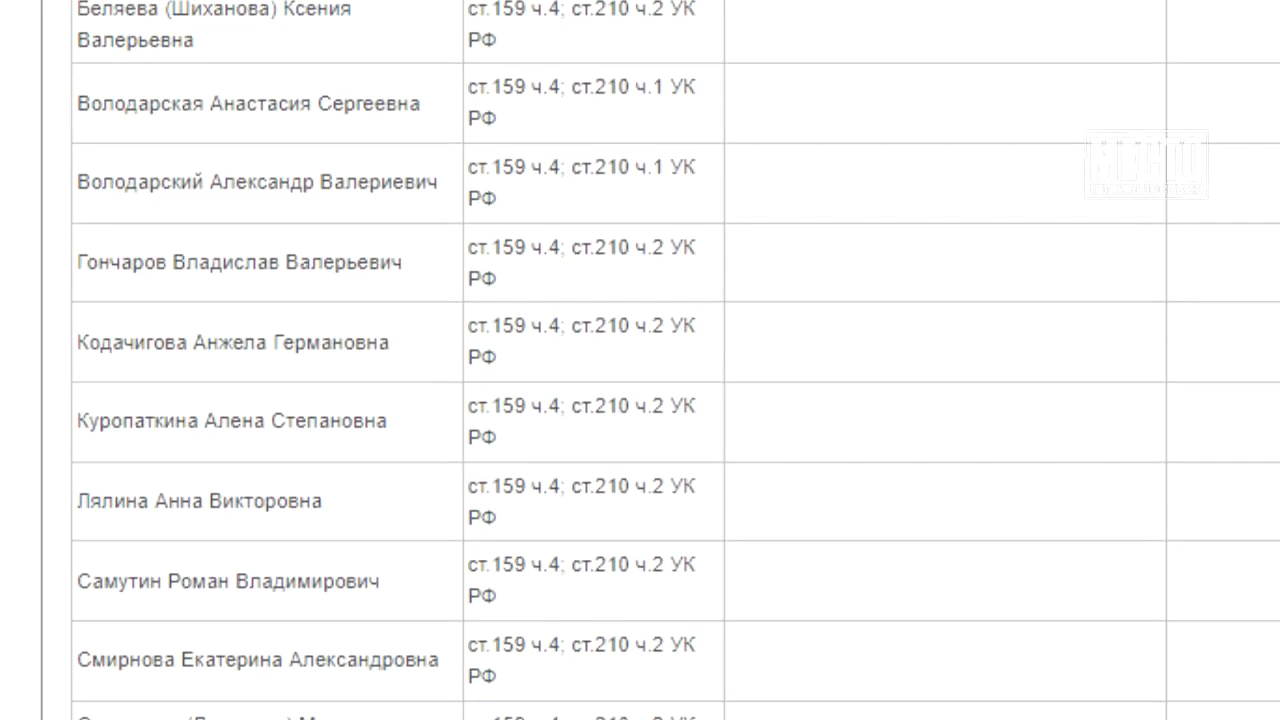 Беляева (Шиханова) Ксения
Валерьевна
ст.159 ч.4; ст.210 ч.2 УК
РФ
Володарская Анастасия Сергеевна
ст.159 ч.4; ст.210 ч.1 УК
РФ
Володарский Александр Валериевич
ст.159 ч.4; ст.210 ч.1 УК
РФ
Гончаров Владислав Валерьевич
ст.159 ч.4; ст.210 ч.2 УК
РФ
Кодачигова Анжела Германовна
ст.159 ч.4; ст.210 ч.2 УК
РФ
Куропаткина Алена Степановна
ст.159 ч.4; ст.210 ч.2 УК
РФ
Лялина Анна Викторовна
ст.159 ч.4; ст.210 ч.2 УК
РФ
Самутин Роман Владимирович
ст.159 ч.4; ст.210 ч.2 УК
РФ
Смирнова Екатерина Александровна
ст.159 ч.4; ст.210 ч.2 УК
РФ